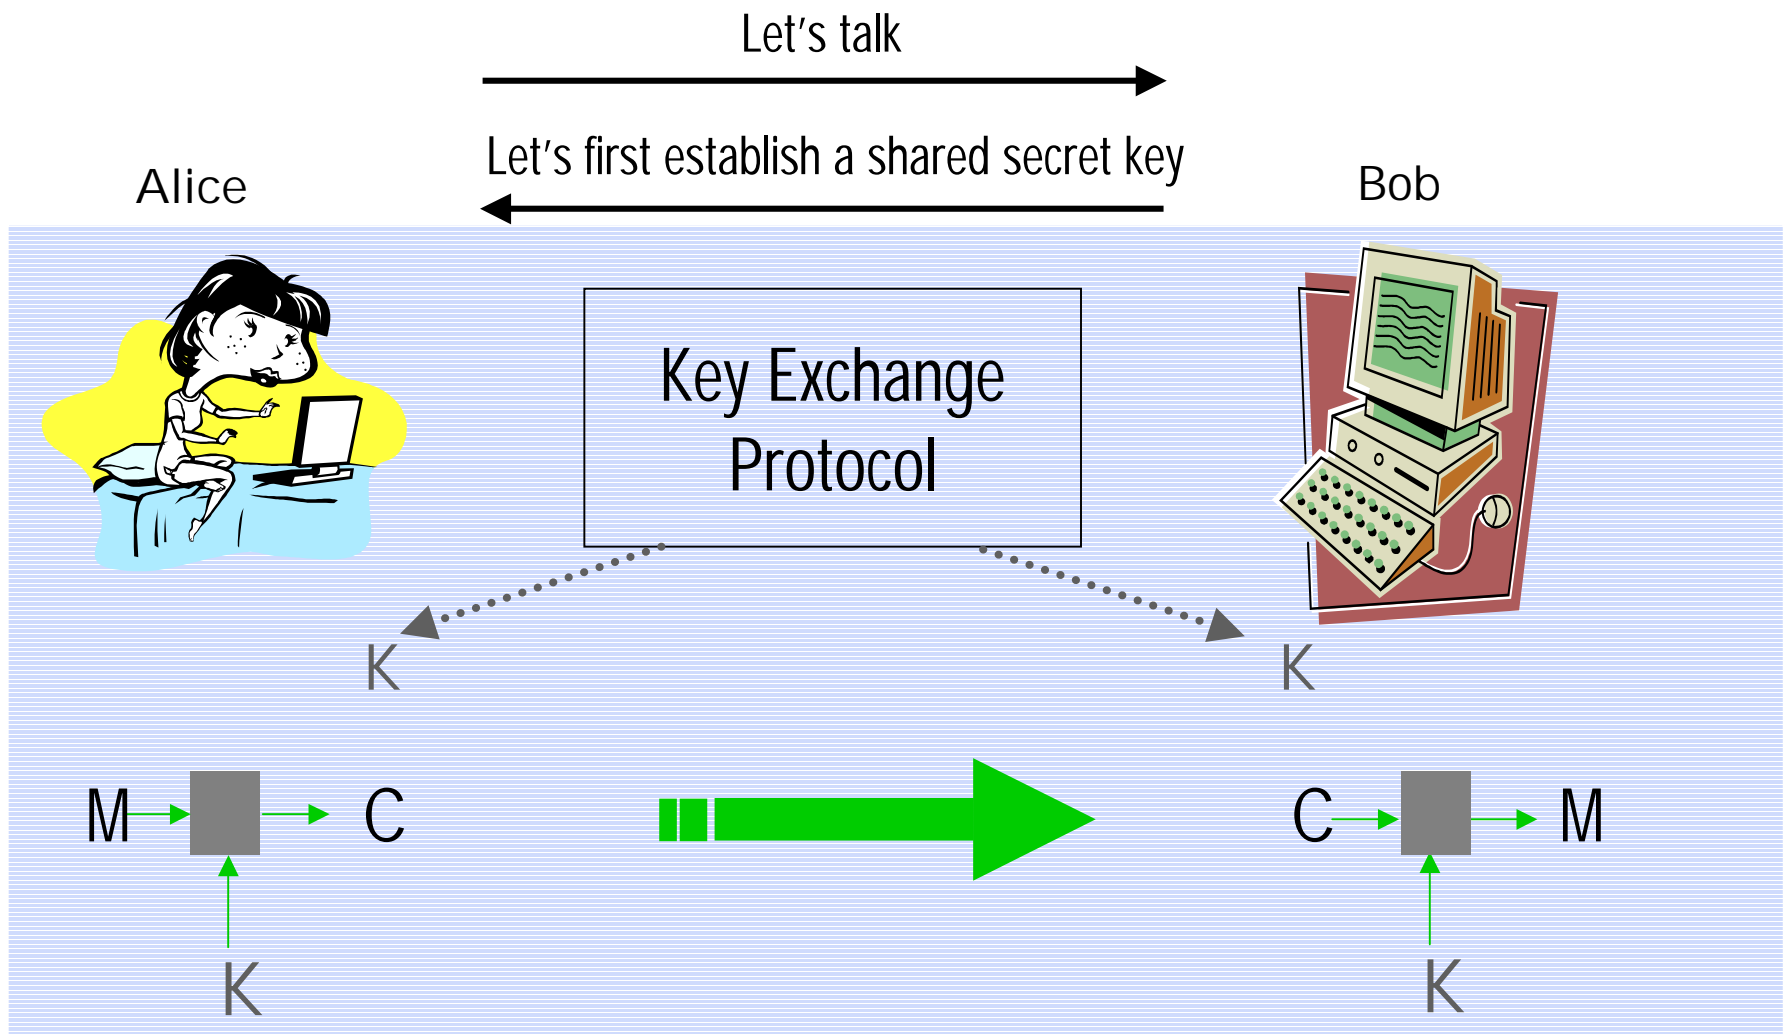 Let's talk
Let's first establish a shared secret key
Alice
Bob
Key Exchange
Protocol
K
K
M
C
C
M
K
K